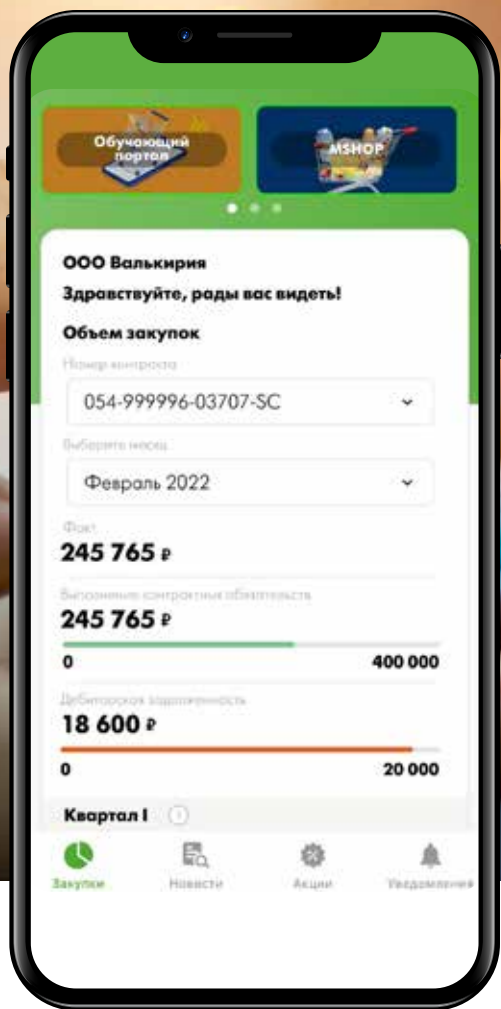 Обучающий
портал
MSHOP
ООО Валькирия
Здравствуйте, рады вас видеть!
Объем закупок
Номер контракта
054-999996-03707-SC
Выберите месяц
Февраль 2022
Факт
245 765 ₽
Выполнение контрактных обязательств
245 765 ₽
0 400 000
Дебиторская задолженность
18 600 ₽
0 20 000
Квартал I
Закупки Новости Акции Уведомления